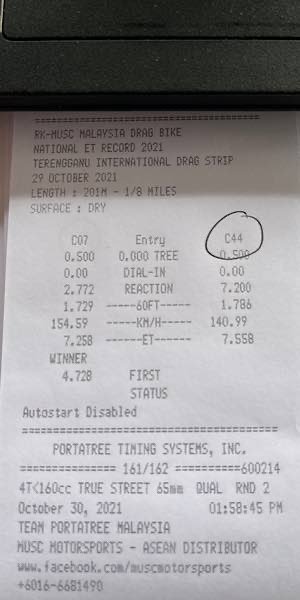 RK-MUSC MALAYSIA DRAG BIKE
NATIONAL ET RECORD 2021
TERENGGANU INTERNATIONAL DRAG STRIP
29 OCTOBER 2021
LENGTH : 201M - 1/8 MILES
SURFACE : DRY
C07 Entry C44
0.500 0.000 TREE 0.500
0.00 DIAL-IN 0.00
2.772 REACTION 7.200
1.729 -----60FT----- 1.786
154.59 -----KM/H----- 140.99
7.258 ------ET------ 7.558
WINNER
4.728 FIRST
STATUS
Autostart Disabled
========================================
PORTATREE TIMING SYSTEMS, INC.
=============== 161/162 ==========600214
4T<160cc TRUE STREET 65mm QUAL RND 2
October 30, 2021 01:58:45 PM
TEAM PORTATREE MALAYSIA
MUSC MOTORSPORTS - ASEAN DISTRIBUTOR
www.facebook.com/muscmotorsports
+6016-6681490